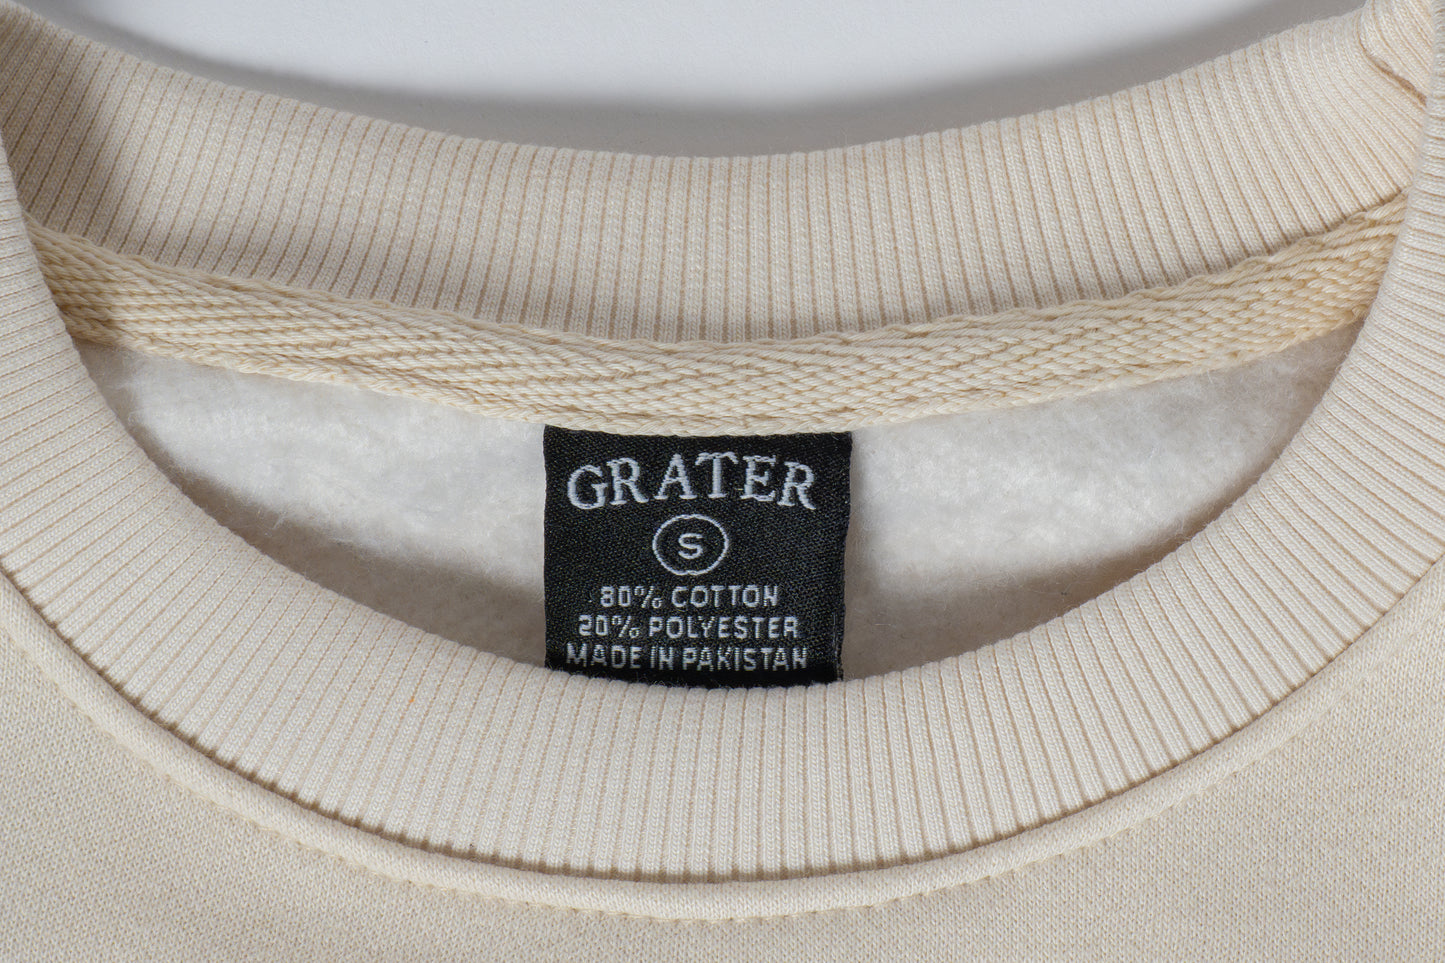 GRATER
S
80% COTTON
20% POLYESTER
MADE IN PAKISTAN